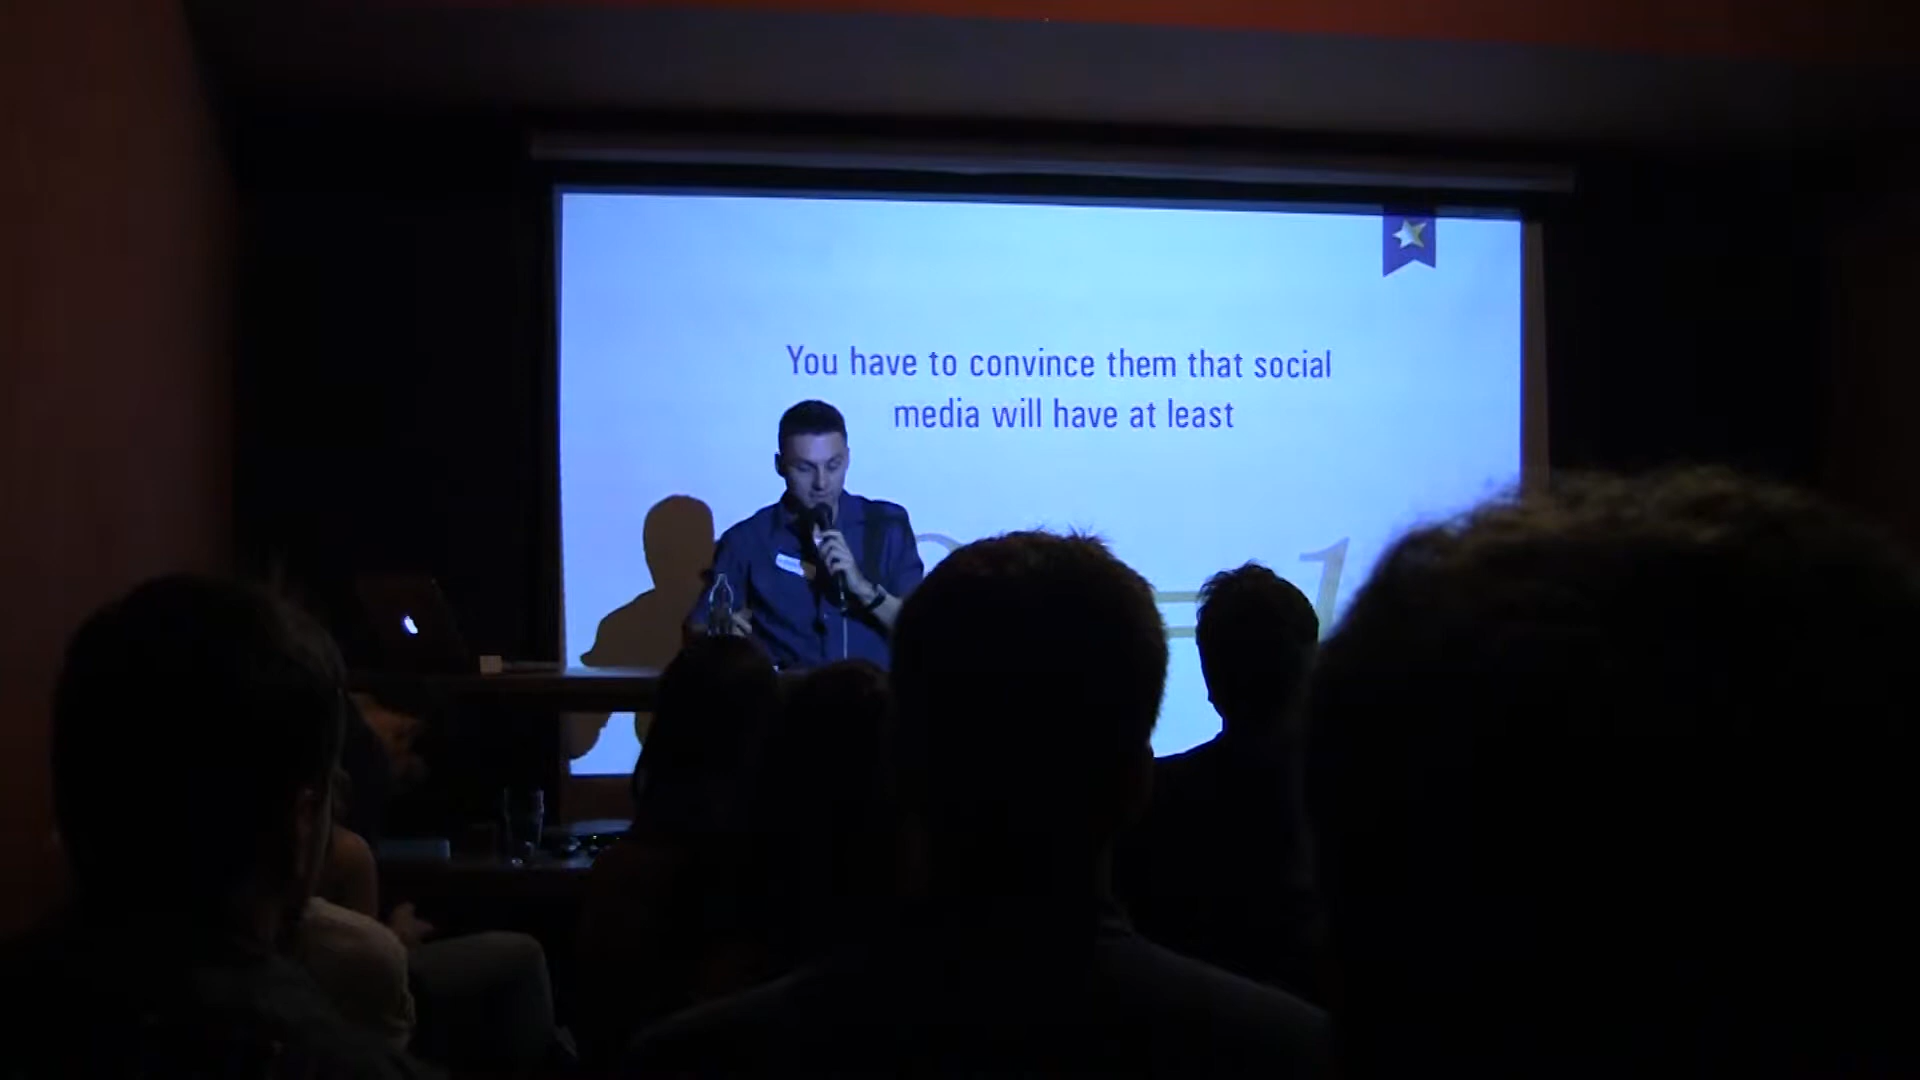 You have to convince them that social
media will have at least